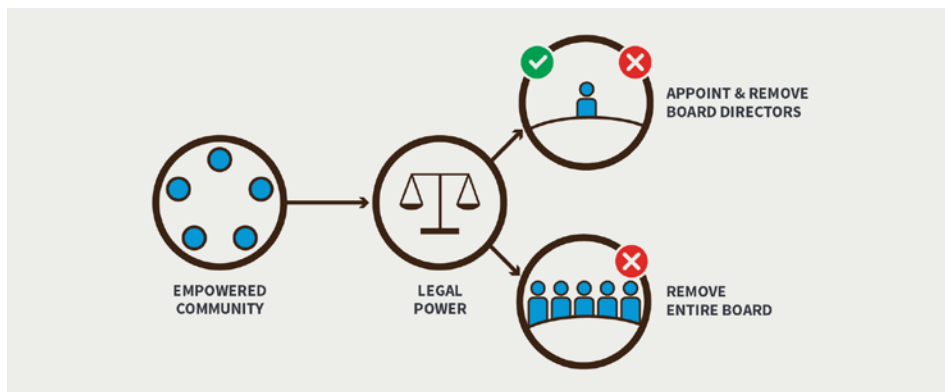 APPOINT & REMOVE
BOARD DIRECTORS
EMPOWERED
COMMUNITY
LEGAL
POWER
REMOVE
ENTIRE BOARD